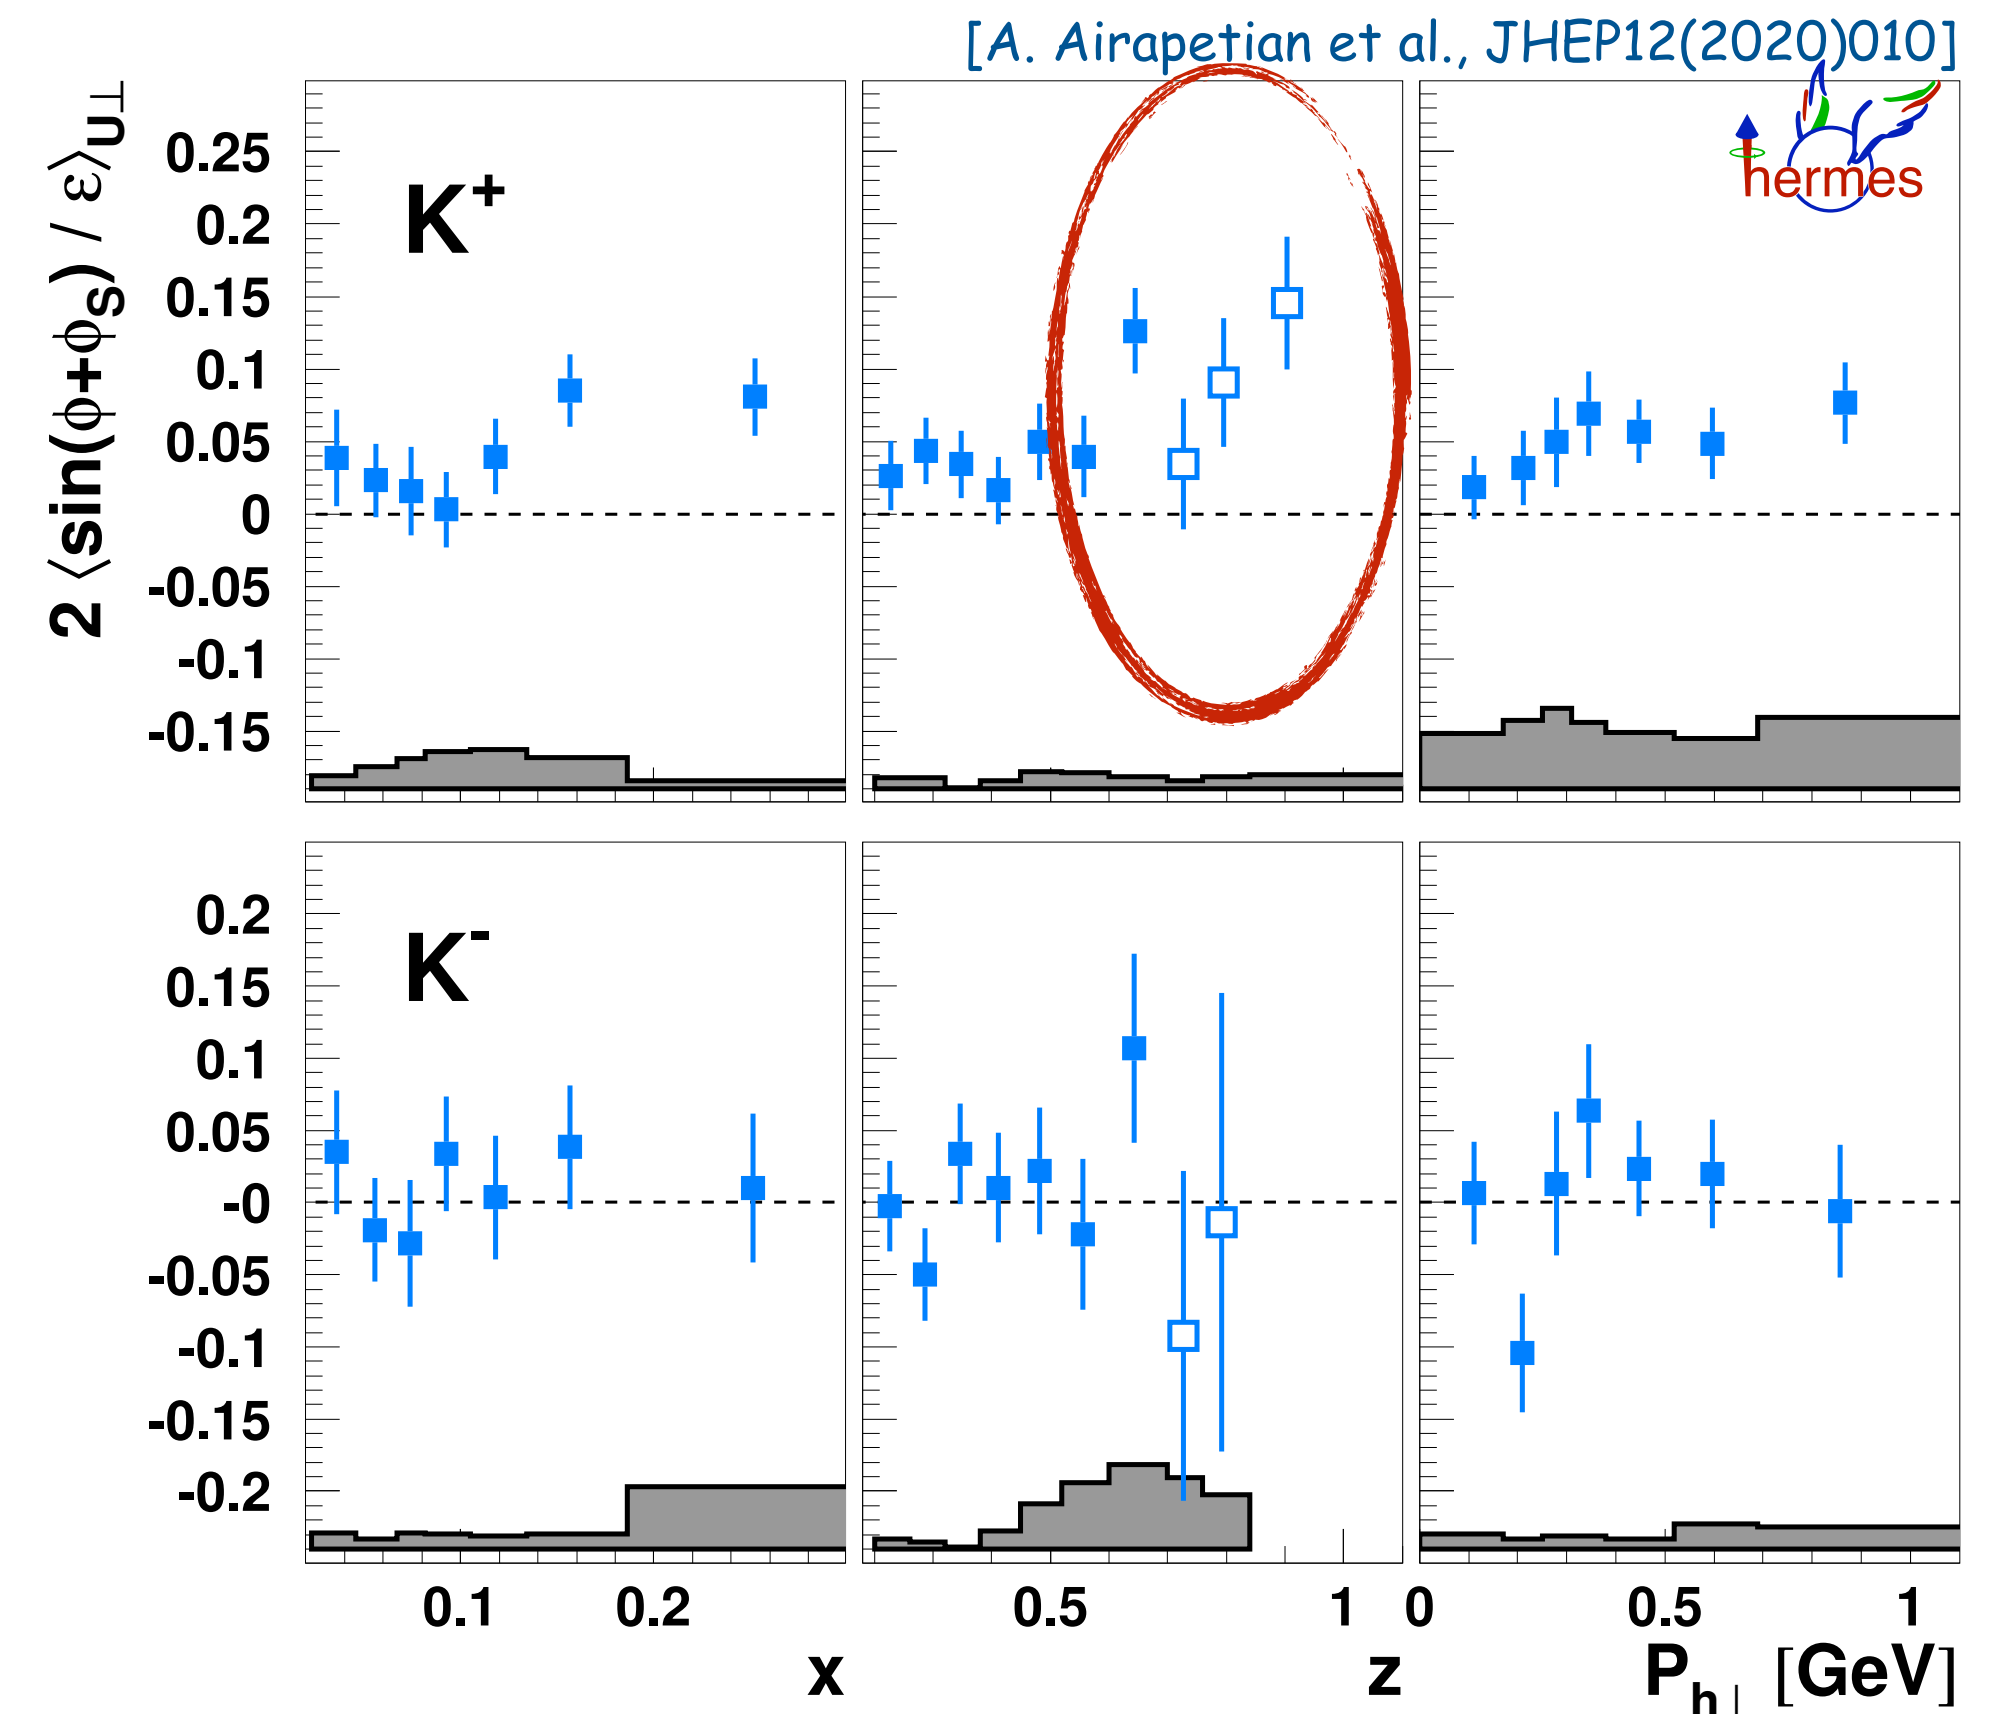 [A. Airapetian et al., JHEP12(2020)010]
hermes
2 ⟨sin(ϕ+ϕS) / ε⟩U⊥
K+
0.25
0.2
0.15
0.1
0.05
0
-0.05
-0.1
-0.15
K-
0.2
0.15
0.1
0.05
-0
-0.05
-0.1
-0.15
-0.2
0.1 0.2 0.5 1 0 0.5 1
x z Ph⊥ [GeV]